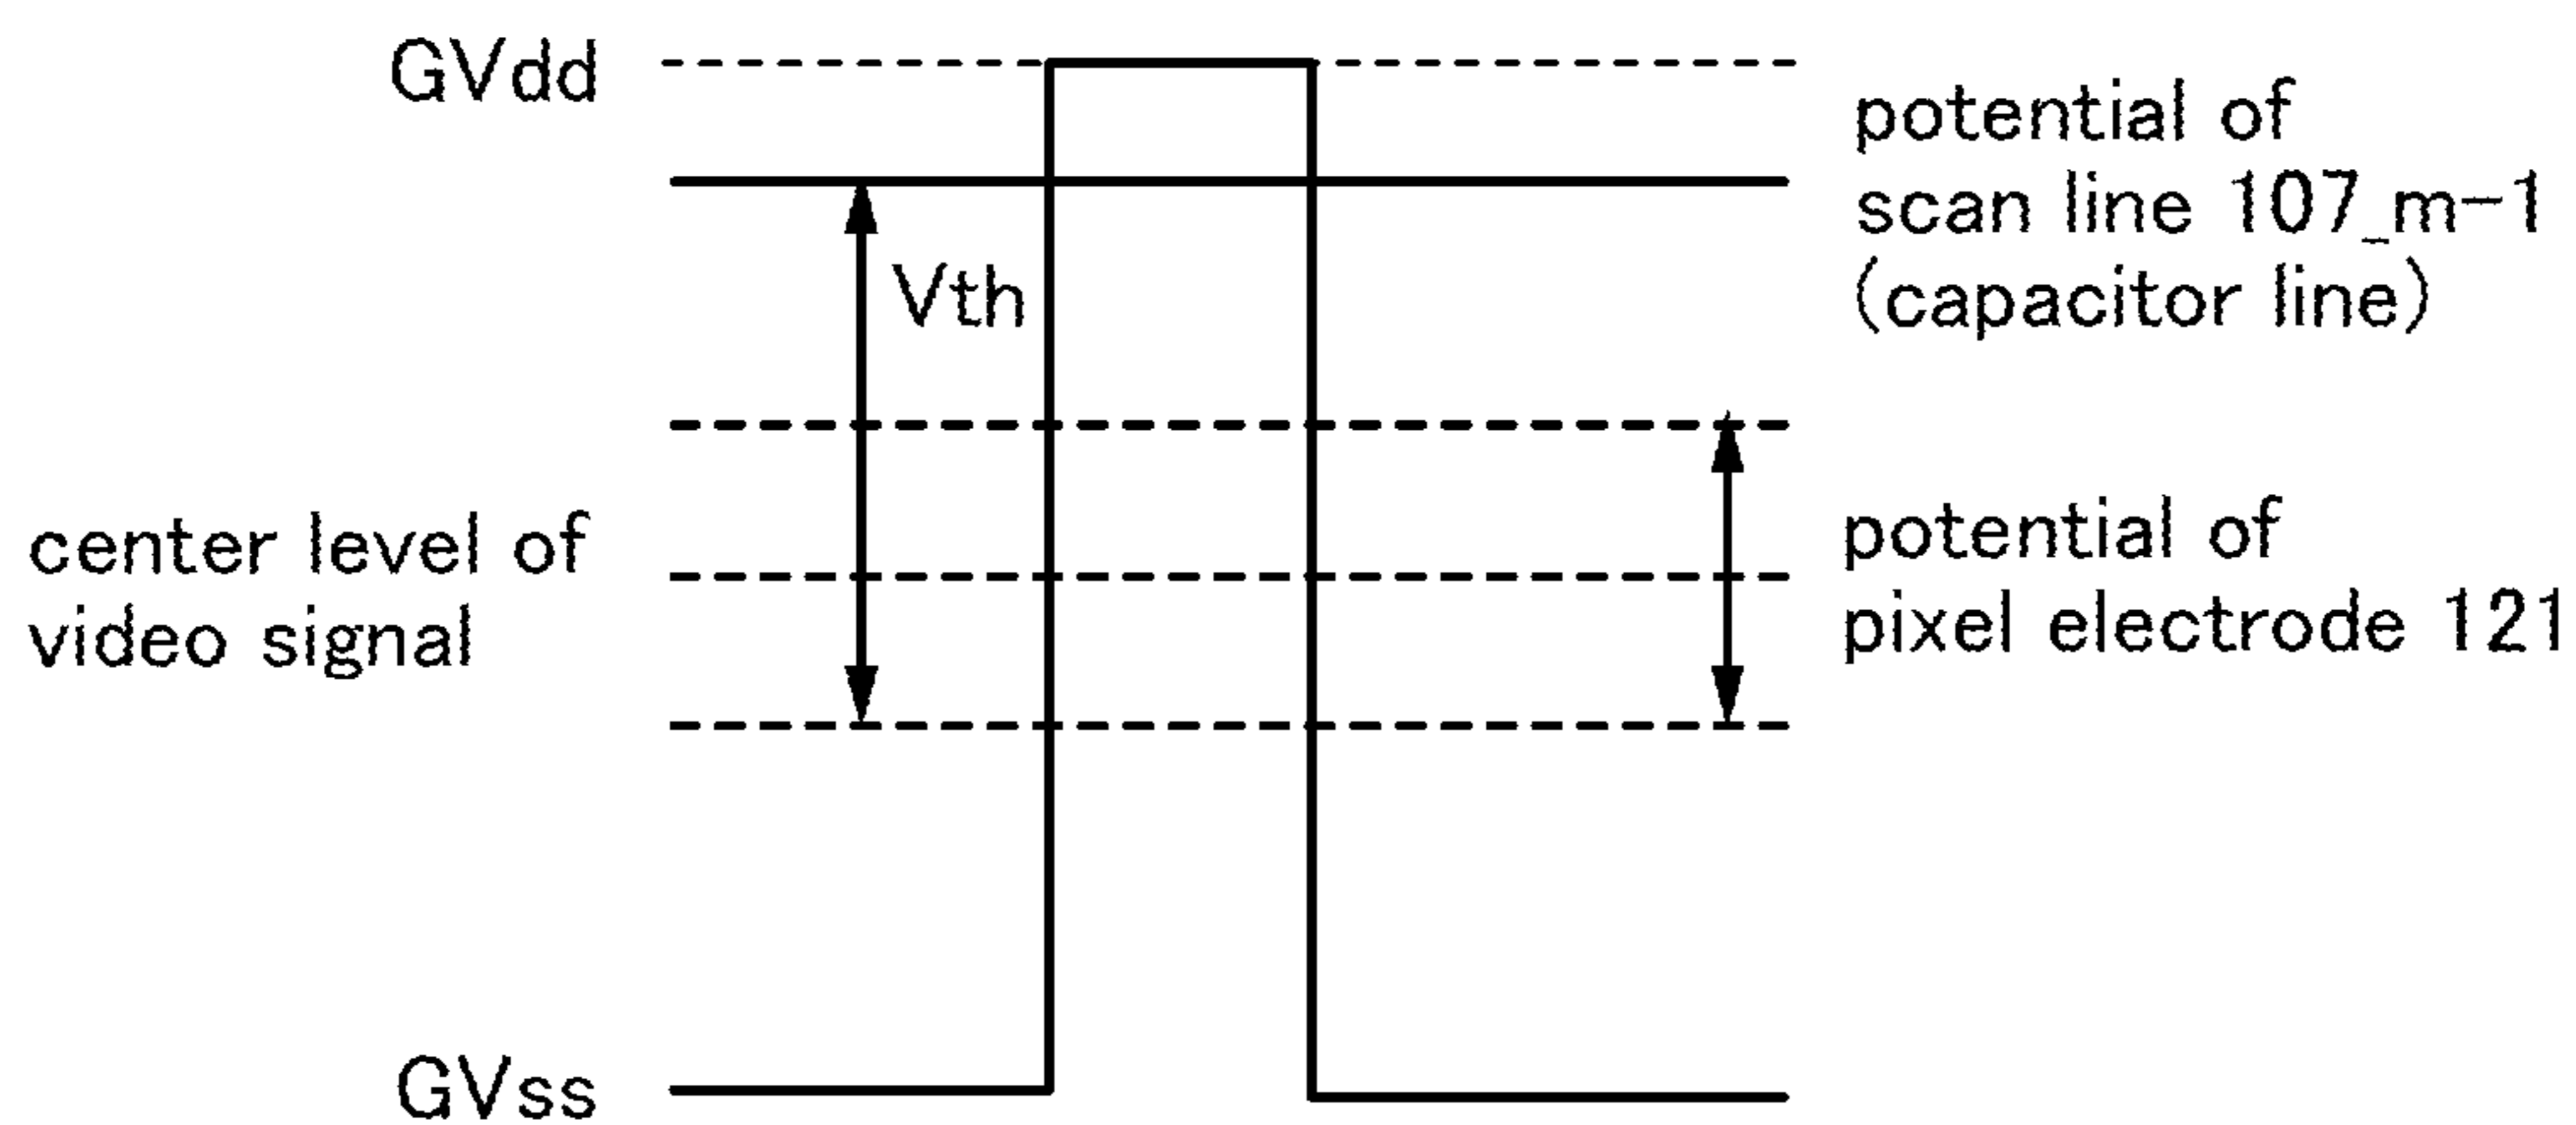 GVdd
potential of
scan line 107_m-1
(capacitor line)
Vth
center level of
video signal
potential of
pixel electrode 121
GVss